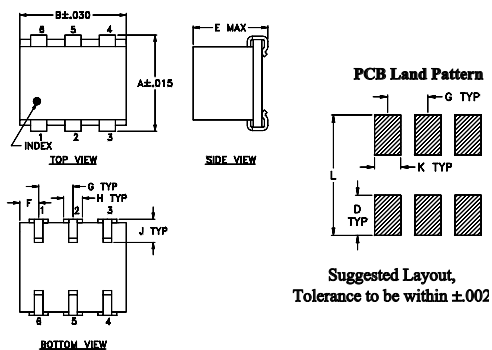 B±.030
E MAX
6 5 4
A±.015
1 2 3
INDEX
TOP VIEW
SIDE VIEW
PCB Land Pattern
G TYP
K TYP
L
D
TYP
G TYP
H TYP
F
1 2 3
J TYP
6 5 4
BOTTOM VIEW
Suggested Layout,
Tolerance to be within ±.002